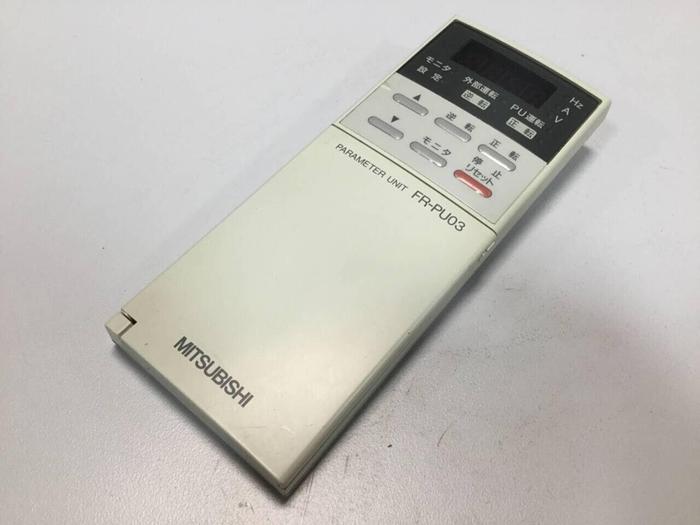 モニタ 外部運転 PU運転 Hz
設定 逆転 正転 A
V
▲ 逆転 正転
▼ モニタ 停止
リセット
PARAMETER UNIT FR-PU03
MITSUBISHI